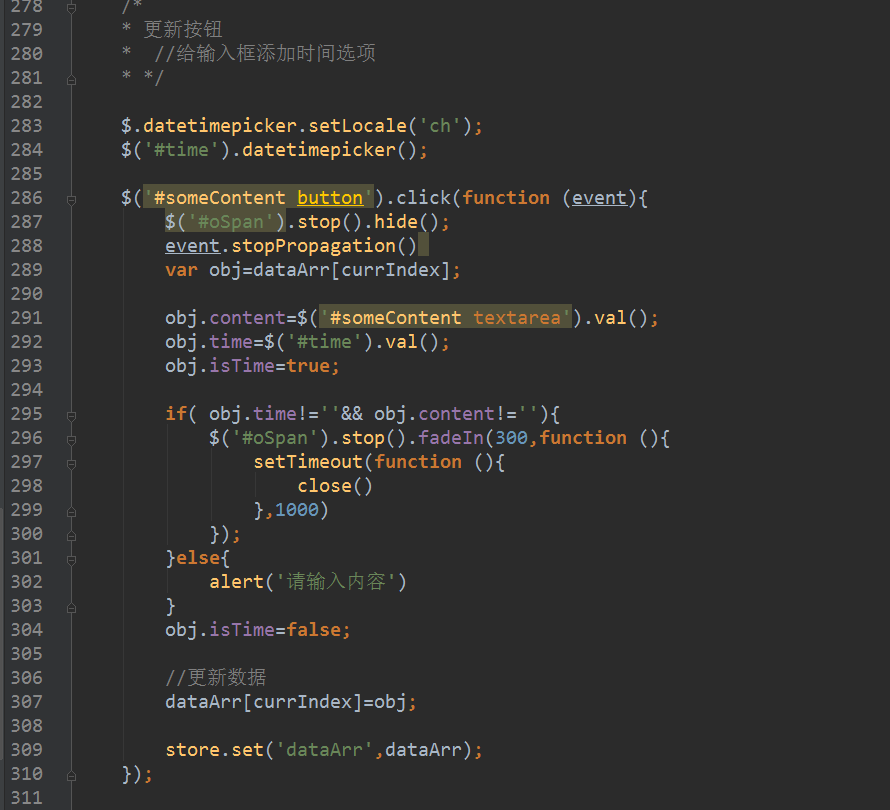 278 /*
279 * 更新按钮
280 *  //给输入框添加时间选项
281 * */
282
283 $.datetimepicker.setLocale('ch');
284 $('#time').datetimepicker();
285
286 $('#someContent button').click(function (event){
287     $('#oSpan').stop().hide();
288     event.stopPropagation()
289     var obj=dataArr[currIndex];
290
291     obj.content=$('#someContent textarea').val();
292     obj.time=$('#time').val();
293     obj.isTime=true;
294
295     if( obj.time!=''&& obj.content!=''){
296         $('#oSpan').stop().fadeIn(300,function (){
297             setTimeout(function (){
298                 close()
299             },1000)
300         });
301     }else{
302         alert('请输入内容')
303     }
304     obj.isTime=false;
305
306     //更新数据
307     dataArr[currIndex]=obj;
308
309     store.set('dataArr',dataArr);
310 });
311